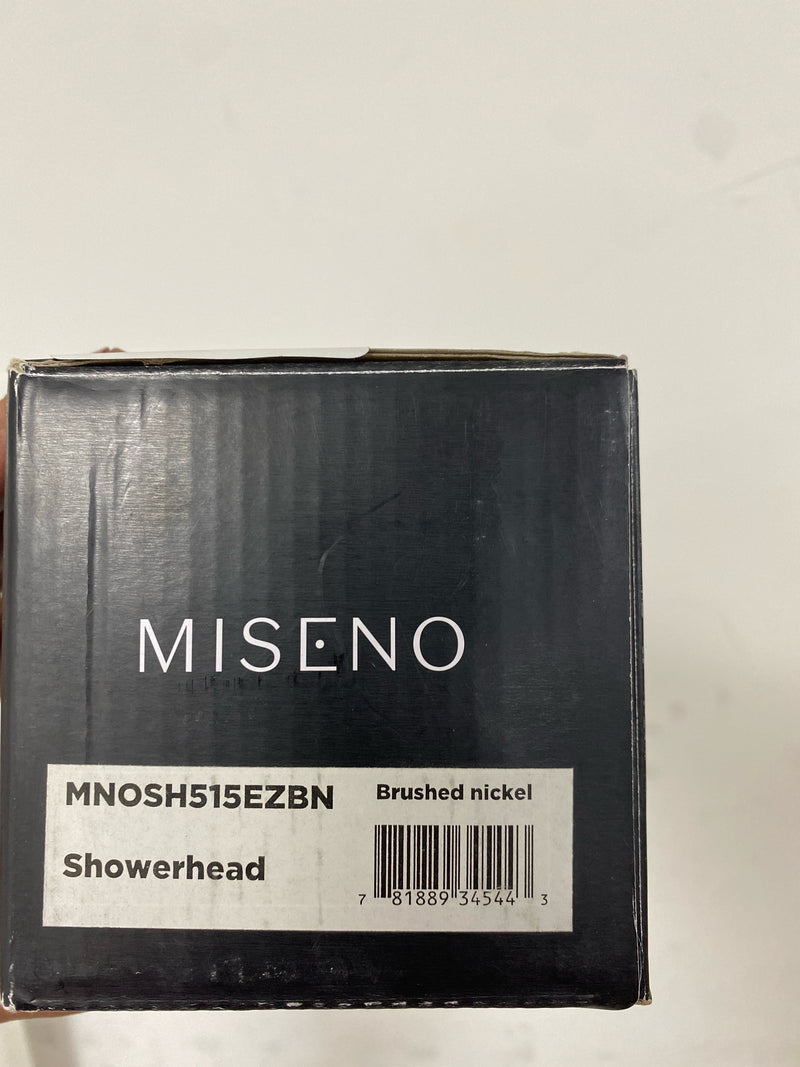 MISENO
MNOSH515EZBN
Brushed nickel
Showerhead
7 81889 34544 3